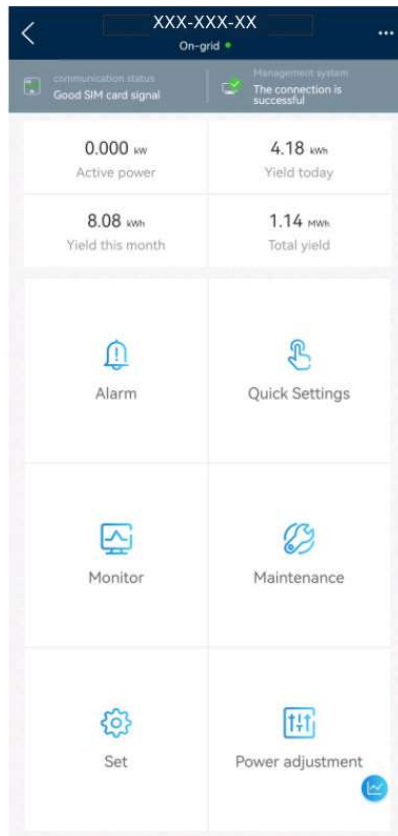 XXX-XXX-XX
On-grid
communication status
Good SIM card signal
Management system
The connection is
successful
0.000 kW
Active power
4.18 kWh
Yield today
8.08 kWh
Yield this month
1.14 MWh
Total yield
Alarm
Quick Settings
Monitor
Maintenance
Set
Power adjustment